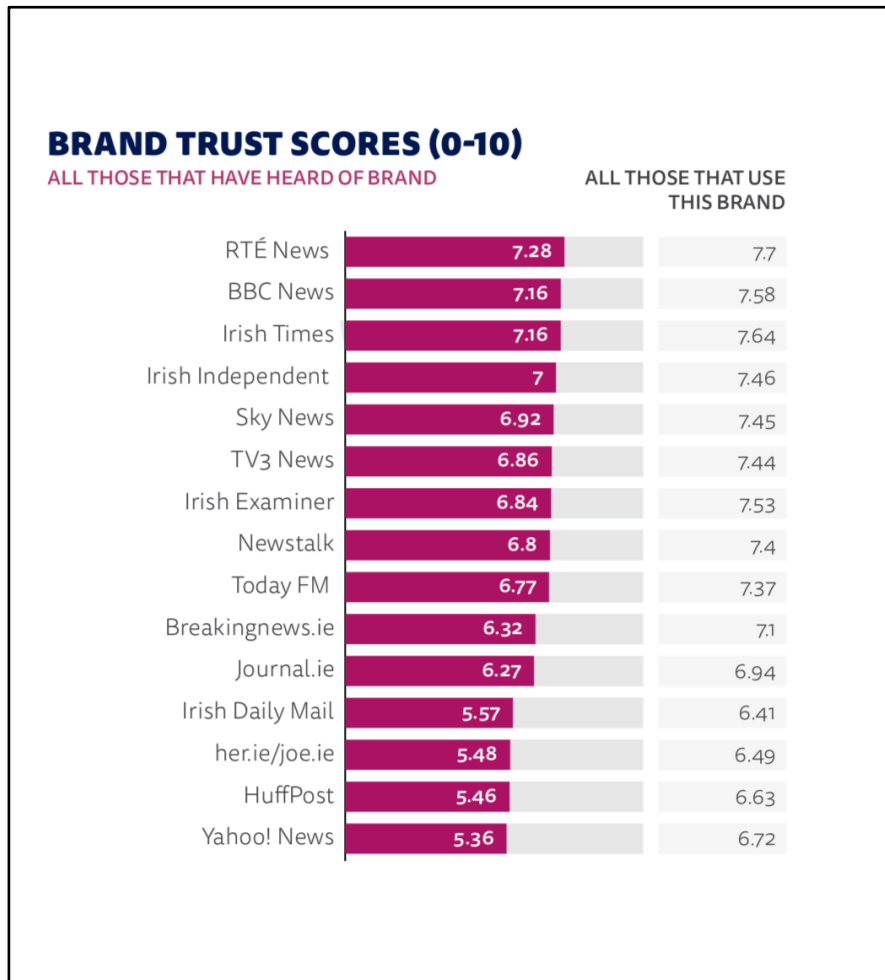 BRAND TRUST SCORES (0-10)
ALL THOSE THAT HAVE HEARD OF BRAND
ALL THOSE THAT USE
THIS BRAND
RTÉ News 7.28 7.7
BBC News 7.16 7.58
Irish Times 7.16 7.64
Irish Independent 7 7.46
Sky News 6.92 7.45
TV3 News 6.86 7.44
Irish Examiner 6.84 7.53
Newstalk 6.8 7.4
Today FM 6.77 7.37
Breakingnews.ie 6.32 7.1
Journal.ie 6.27 6.94
Irish Daily Mail 5.57 6.41
her.ie/joe.ie 5.48 6.49
HuffPost 5.46 6.63
Yahoo! News 5.36 6.72